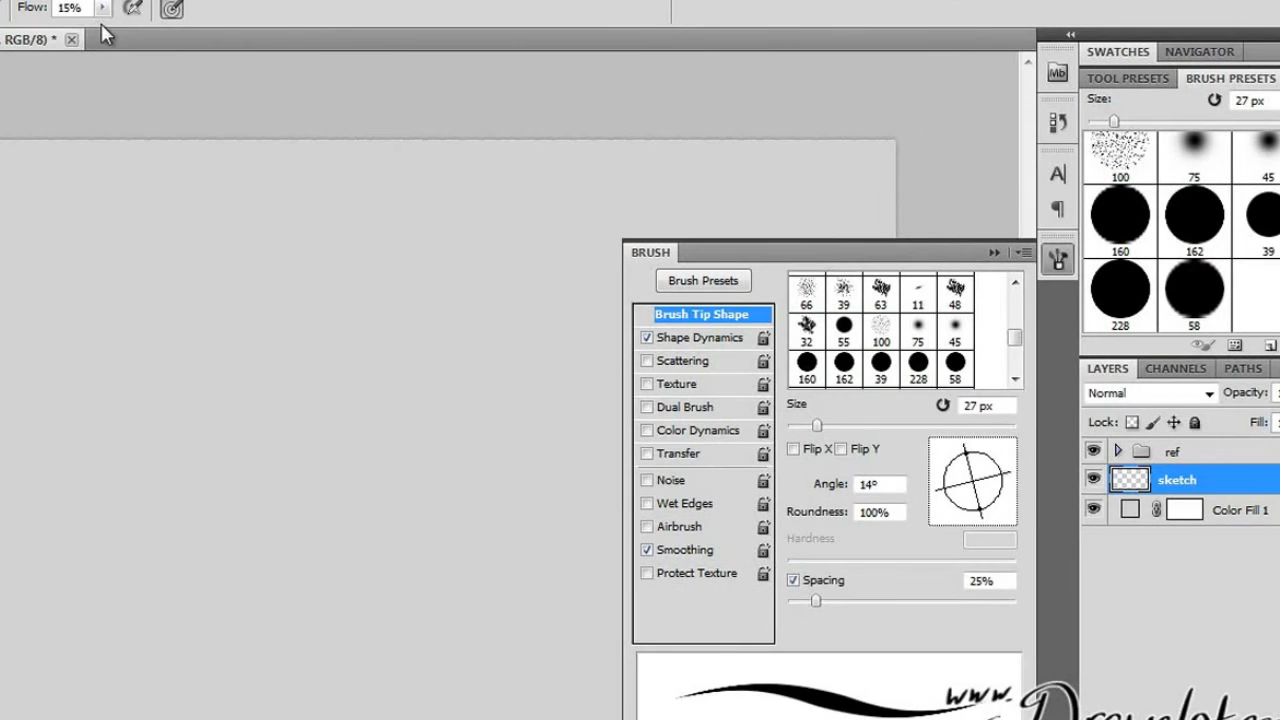 Flow: 15%
RGB/8) *
SWATCHES NAVIGATOR
TOOL PRESETS BRUSH PRESETS
Size: 27 px
100 75 45
160 162 39
228 58
BRUSH
Brush Presets
Brush Tip Shape
Shape Dynamics
Scattering
Texture
Dual Brush
Color Dynamics
Transfer
Noise
Wet Edges
Airbrush
Smoothing
Protect Texture
66 39 63 11 48
32 55 100 75 45
160 162 39 228 58
Size 27 px
Flip X Flip Y
Angle: 14º
Roundness: 100%
Hardness
Spacing 25%
Mb
A
¶
LAYERS CHANNELS PATHS
Normal Opacity:
Lock: Fill:
ref
sketch
Color Fill 1
www.